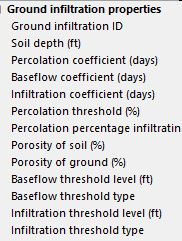 Ground infiltration properties
Ground infiltration ID
Soil depth (ft)
Percolation coefficient (days)
Baseflow coefficient (days)
Infiltration coefficient (days)
Percolation threshold (%)
Percolation percentage infiltratin
Porosity of soil (%)
Porosity of ground (%)
Baseflow threshold level (ft)
Baseflow threshold type
Infiltration threshold level (ft)
Infiltration threshold type